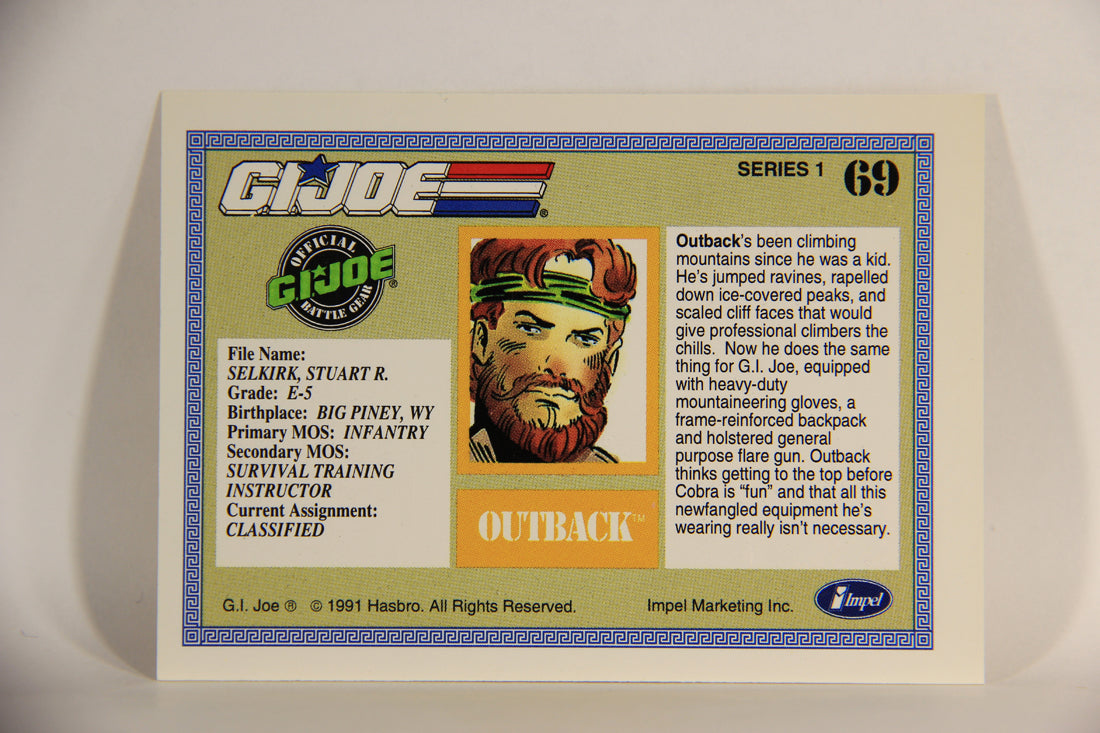 G.I. JOE ®
SERIES 1 69
OFFICIAL
G.I. JOE ®
BATTLE GEAR
File Name:
SELKIRK, STUART R.
Grade: E-5
Birthplace: BIG PINEY, WY
Primary MOS: INFANTRY
Secondary MOS:
SURVIVAL TRAINING
INSTRUCTOR
Current Assignment:
CLASSIFIED
OUTBACK™
Outback's been climbing
mountains since he was a kid.
He's jumped ravines, rapelled
down ice-covered peaks, and
scaled cliff faces that would
give professional climbers the
chills. Now he does the same
thing for G.I. Joe, equipped
with heavy-duty
mountaineering gloves, a
frame-reinforced backpack
and holstered general
purpose flare gun. Outback
thinks getting to the top before
Cobra is “fun” and that all this
newfangled equipment he's
wearing really isn't necessary.
G.I. Joe ® © 1991 Hasbro. All Rights Reserved.
Impel Marketing Inc.
Impel